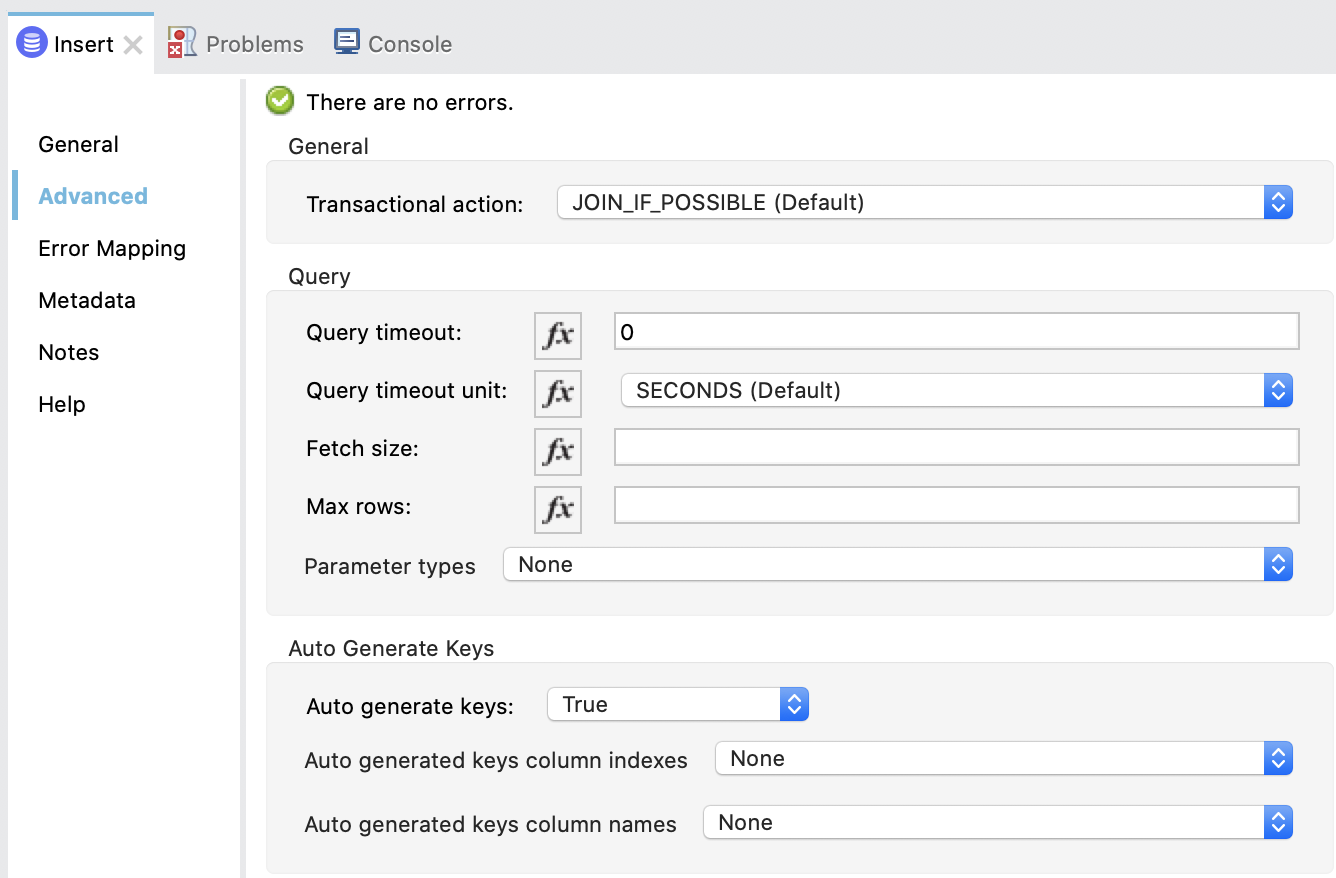 Insert
Problems
Console
There are no errors.
General
Advanced
Error Mapping
Metadata
Notes
Help
General
Transactional action: JOIN_IF_POSSIBLE (Default)
Query
Query timeout: fx 0
Query timeout unit: fx SECONDS (Default)
Fetch size: fx
Max rows: fx
Parameter types None
Auto Generate Keys
Auto generate keys: True
Auto generated keys column indexes None
Auto generated keys column names None